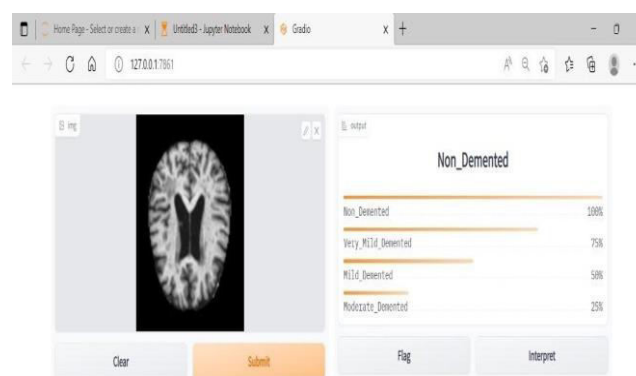 Home Page - Select or create a
Untitled3 - Jupyter Notebook
Gradio
127.0.0.1:7861
img
output
Non_Demented
Non_Demented 100%
Very_Mild_Demented 75%
Mild_Demented 50%
Moderate_Demented 25%
Clear
Submit
Flag
Interpret